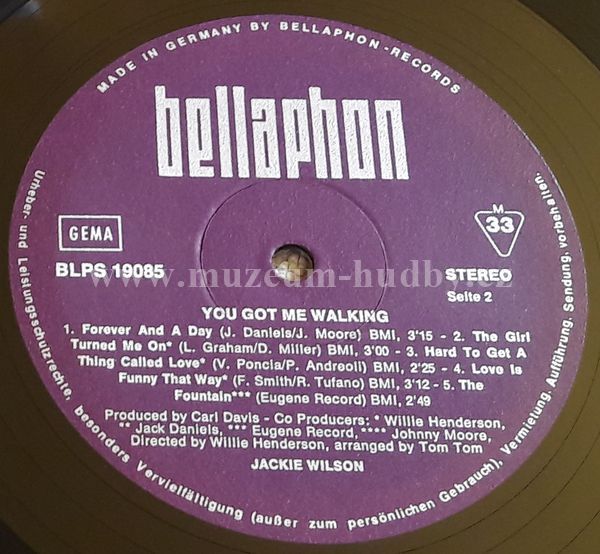 MADE IN GERMANY BY BELLAPHON-RECORDS
bellaphon
GEMA
BLPS 19085
M
33
STEREO
Seite 2
www.muzeum-hudby.cz
YOU GOT ME WALKING
1. Forever And A Day (J. Daniels/J. Moore) BMI, 3'15 - 2. The Girl
Turned Me On* (L. Graham/D. Miller) BMI, 3'00 - 3. Hard To Get A
Thing Called Love* (V. Poncia/P. Andreoli) BMI, 2'25 - 4. Love Is
Funny That Way* (F. Smith/R. Tufano) BMI, 3'12 - 5. The
Fountain*** (Eugene Record) BMI, 2'49
Produced by Carl Davis - Co Producers: * Willie Henderson,
** Jack Daniels, *** Eugene Record, **** Johnny Moore,
Directed by Willie Henderson, arranged by Tom Tom
JACKIE WILSON
Urheber- und Leistungsschutzrechte, besonders Vervielfältigung (außer zum persönlichen Gebrauch), Vermietung, Aufführung, Sendung, vorbehalten.